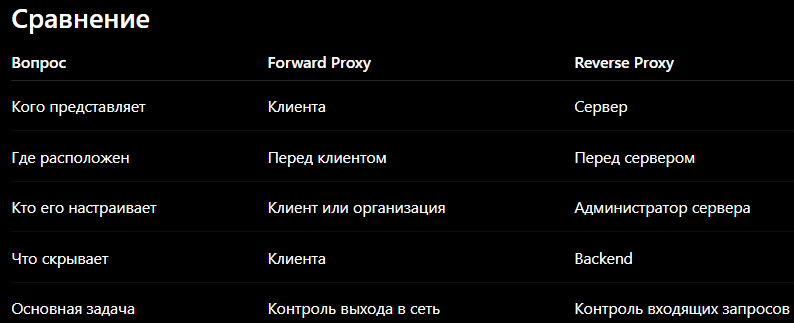 Сравнение
Вопрос Forward Proxy Reverse Proxy
Кого представляет Клиента Сервер
Где расположен Перед клиентом Перед сервером
Кто его настраивает Клиент или организация Администратор сервера
Что скрывает Клиента Backend
Основная задача Контроль выхода в сеть Контроль входящих запросов